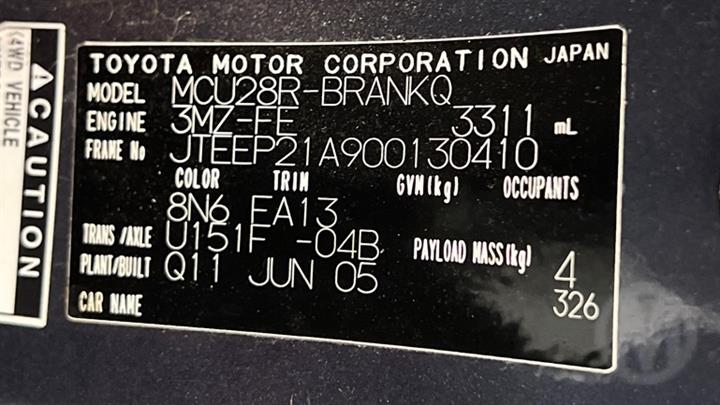 TOYOTA MOTOR CORPORATION JAPAN
MODEL MCU28R-BRANKQ
ENGINE 3MZ-FE 3311 mL
FRAME No JTEEP21A900130410
COLOR TRIM GVM(kg) OCCUPANTS
8N6 FA13
TRANS/AXLE U151F -04B PAYLOAD MASS(kg)
PLANT/BUILT Q11 JUN 05 4
CAR NAME 326
⚠CAUTION
(4WD VEHICLE